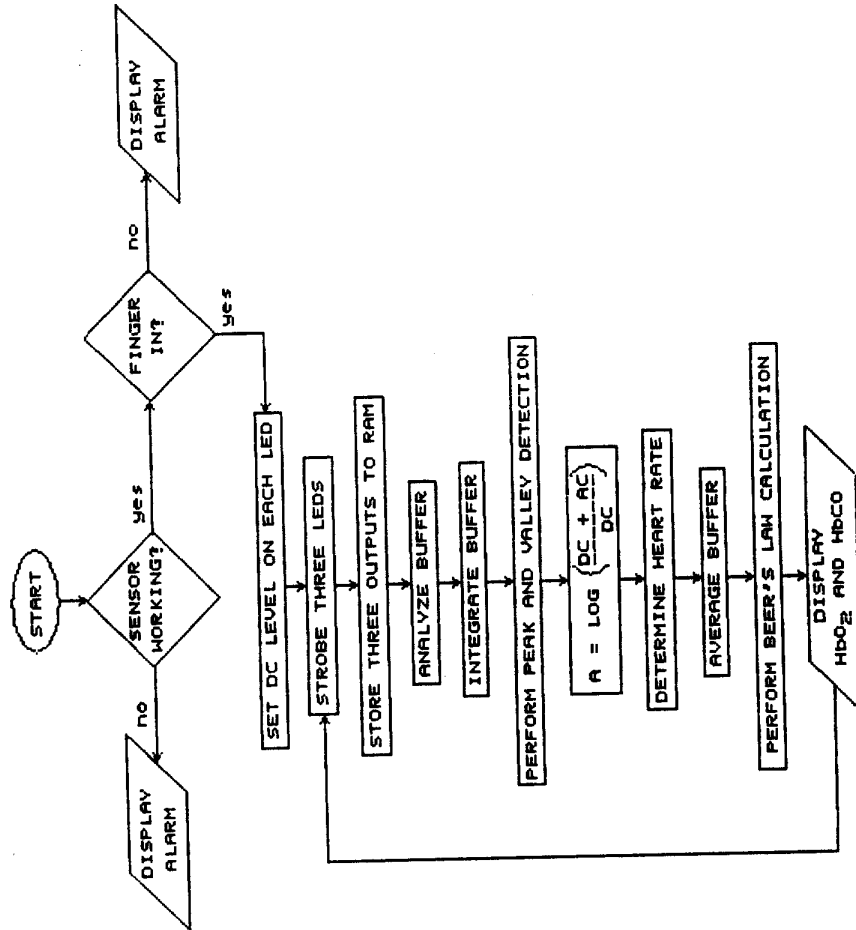 START
SENSOR
WORKING?
no
yes
DISPLAY
ALARM
FINGER
IN?
no
yes
DISPLAY
ALARM
SET DC LEVEL ON EACH LED
STROBE THREE LEDS
STORE THREE OUTPUTS TO RAM
ANALYZE BUFFER
INTEGRATE BUFFER
PERFORM PEAK AND VALLEY DETECTION
A = LOG {DC + AC}
DC
DETERMINE HEART RATE
AVERAGE BUFFER
PERFORM BEER'S LAW CALCULATION
DISPLAY
HbO₂ AND HbCO